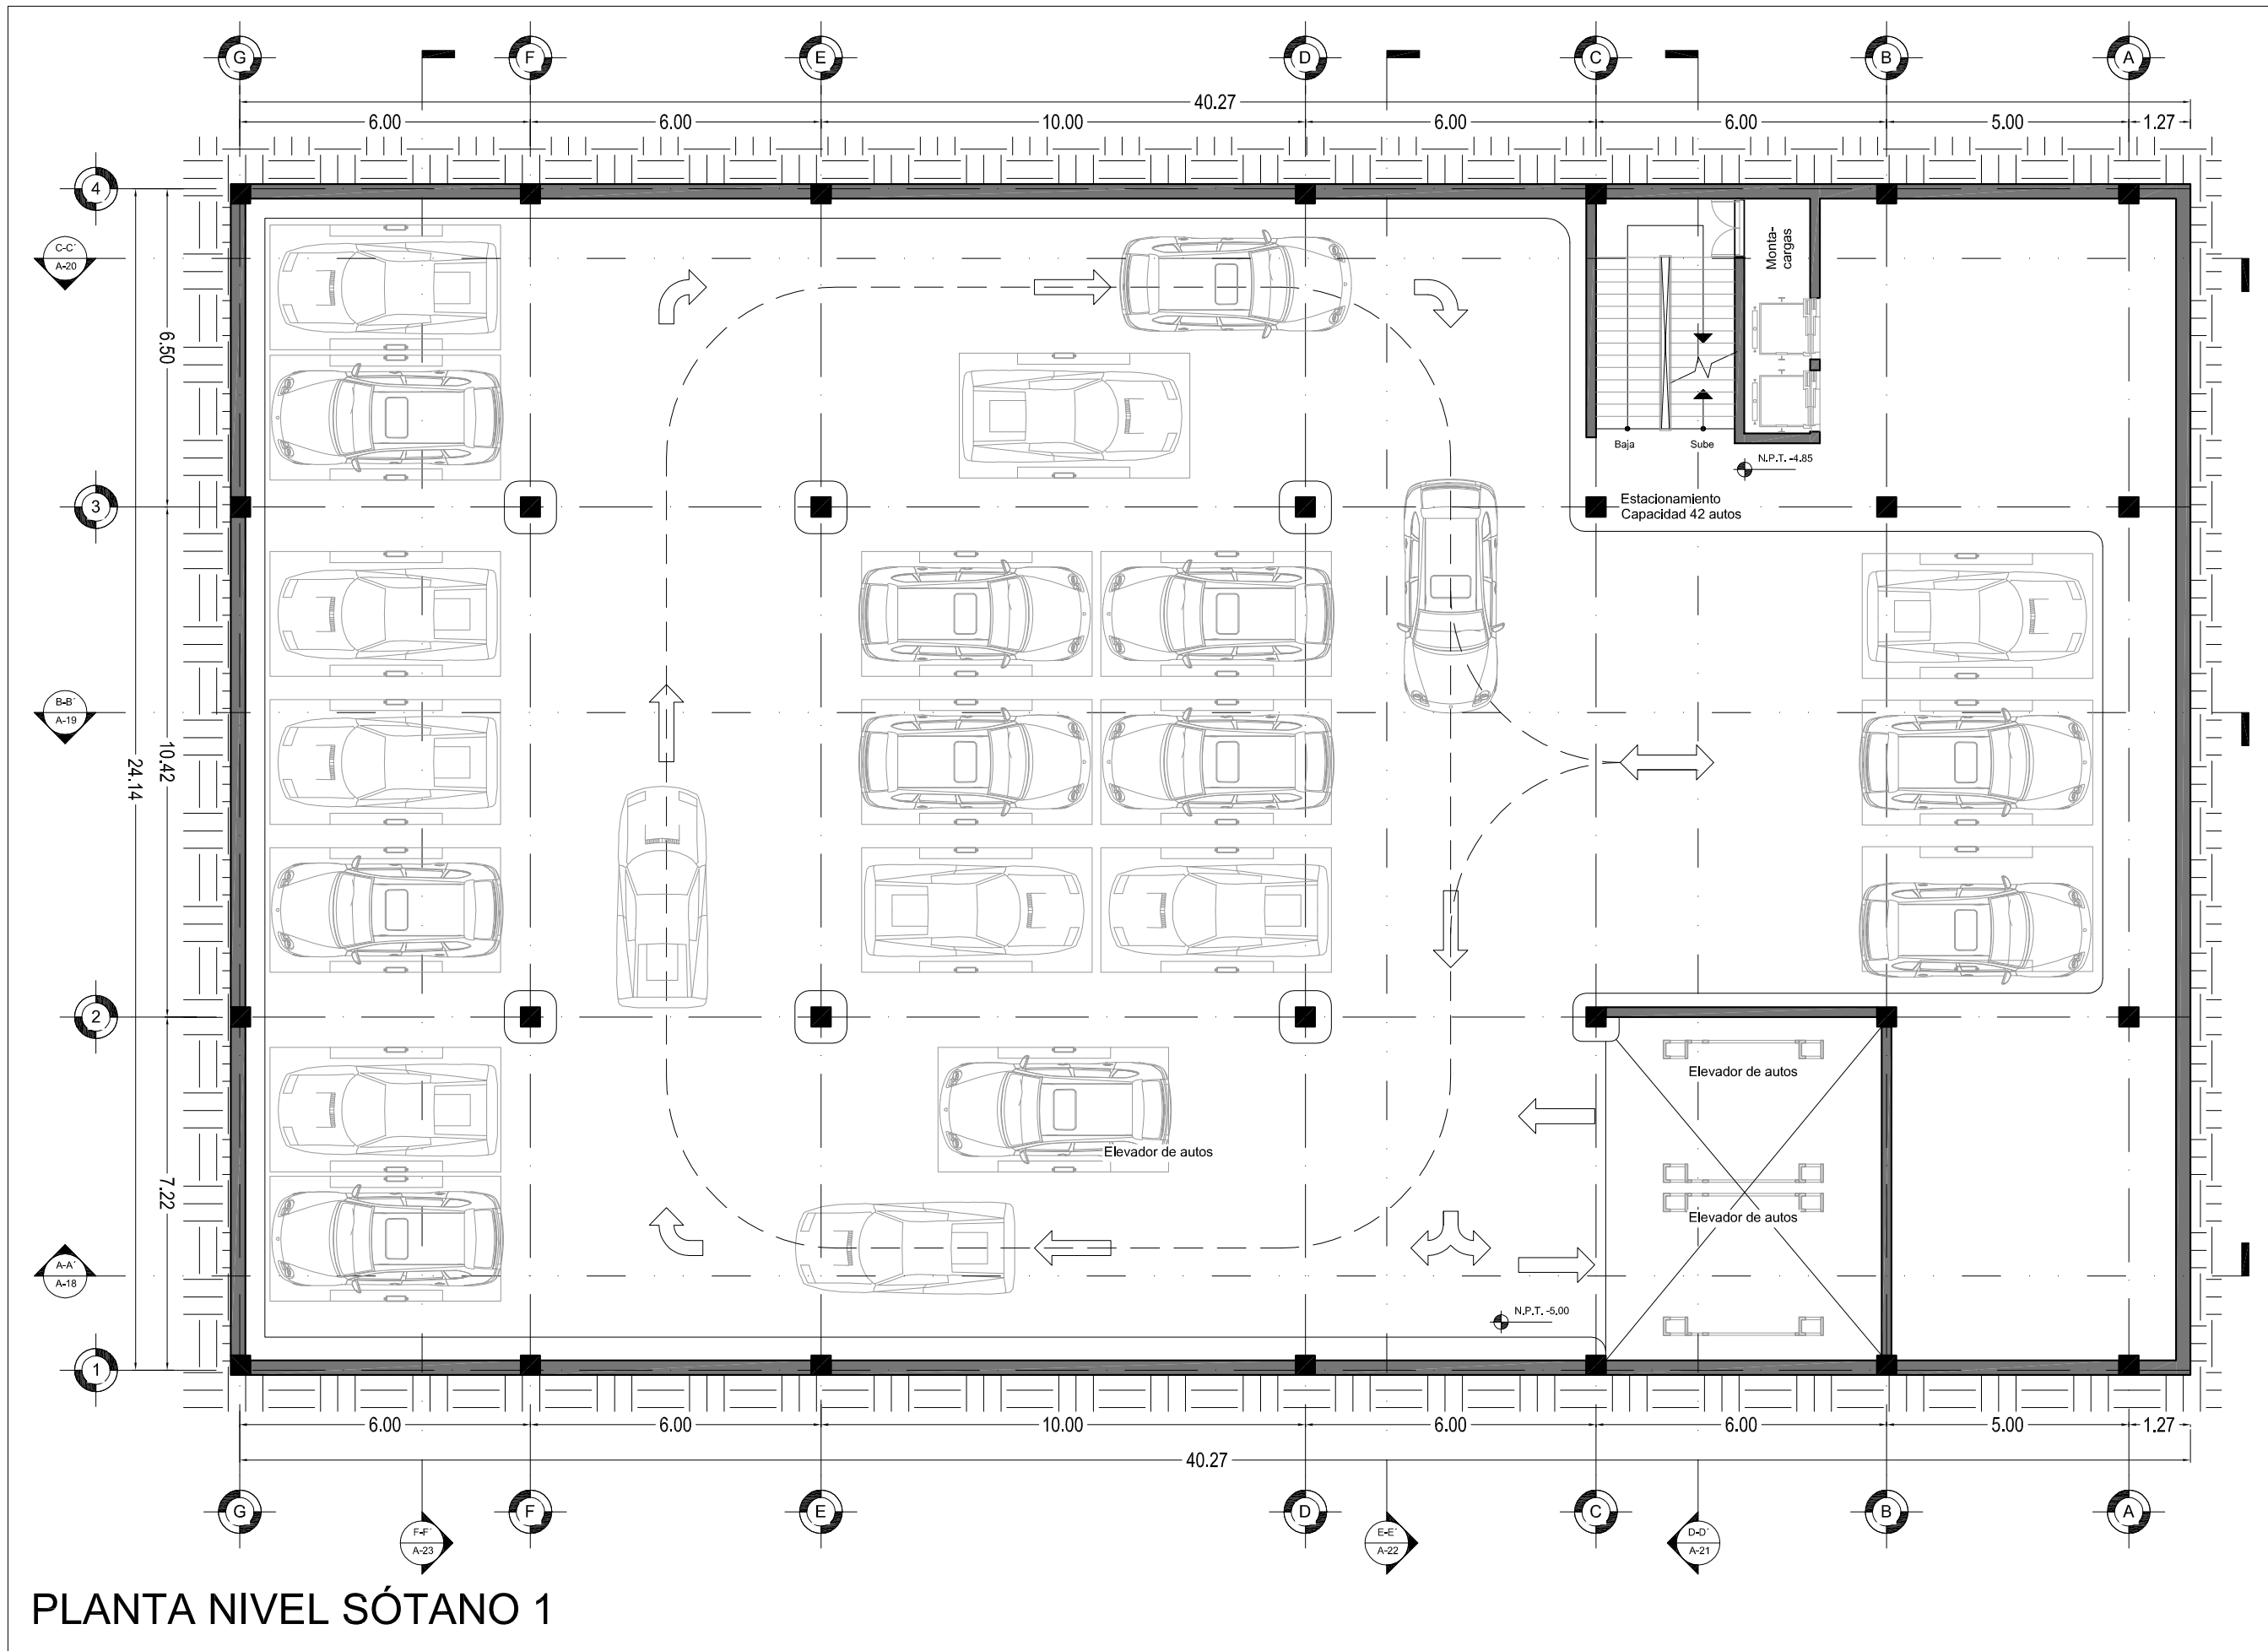 G F E D C B A
40.27
6.00 6.00 10.00 6.00 6.00 5.00 1.27
4
C-C´
A-20
Monta-
cargas
6.50
Baja Sube
N.P.T. -4.85
3
Estacionamiento
Capacidad 42 autos
B-B´
A-19
10.42
24.14
2
Elevador de autos
Elevador de autos
7.22
Elevador de autos
A-A´
A-18
N.P.T. -5.00
1
6.00 6.00 10.00 6.00 6.00 5.00 1.27
40.27
G F E D C B A
F-F´
A-23
E-E´
A-22
D-D´
A-21
PLANTA NIVEL SÓTANO 1